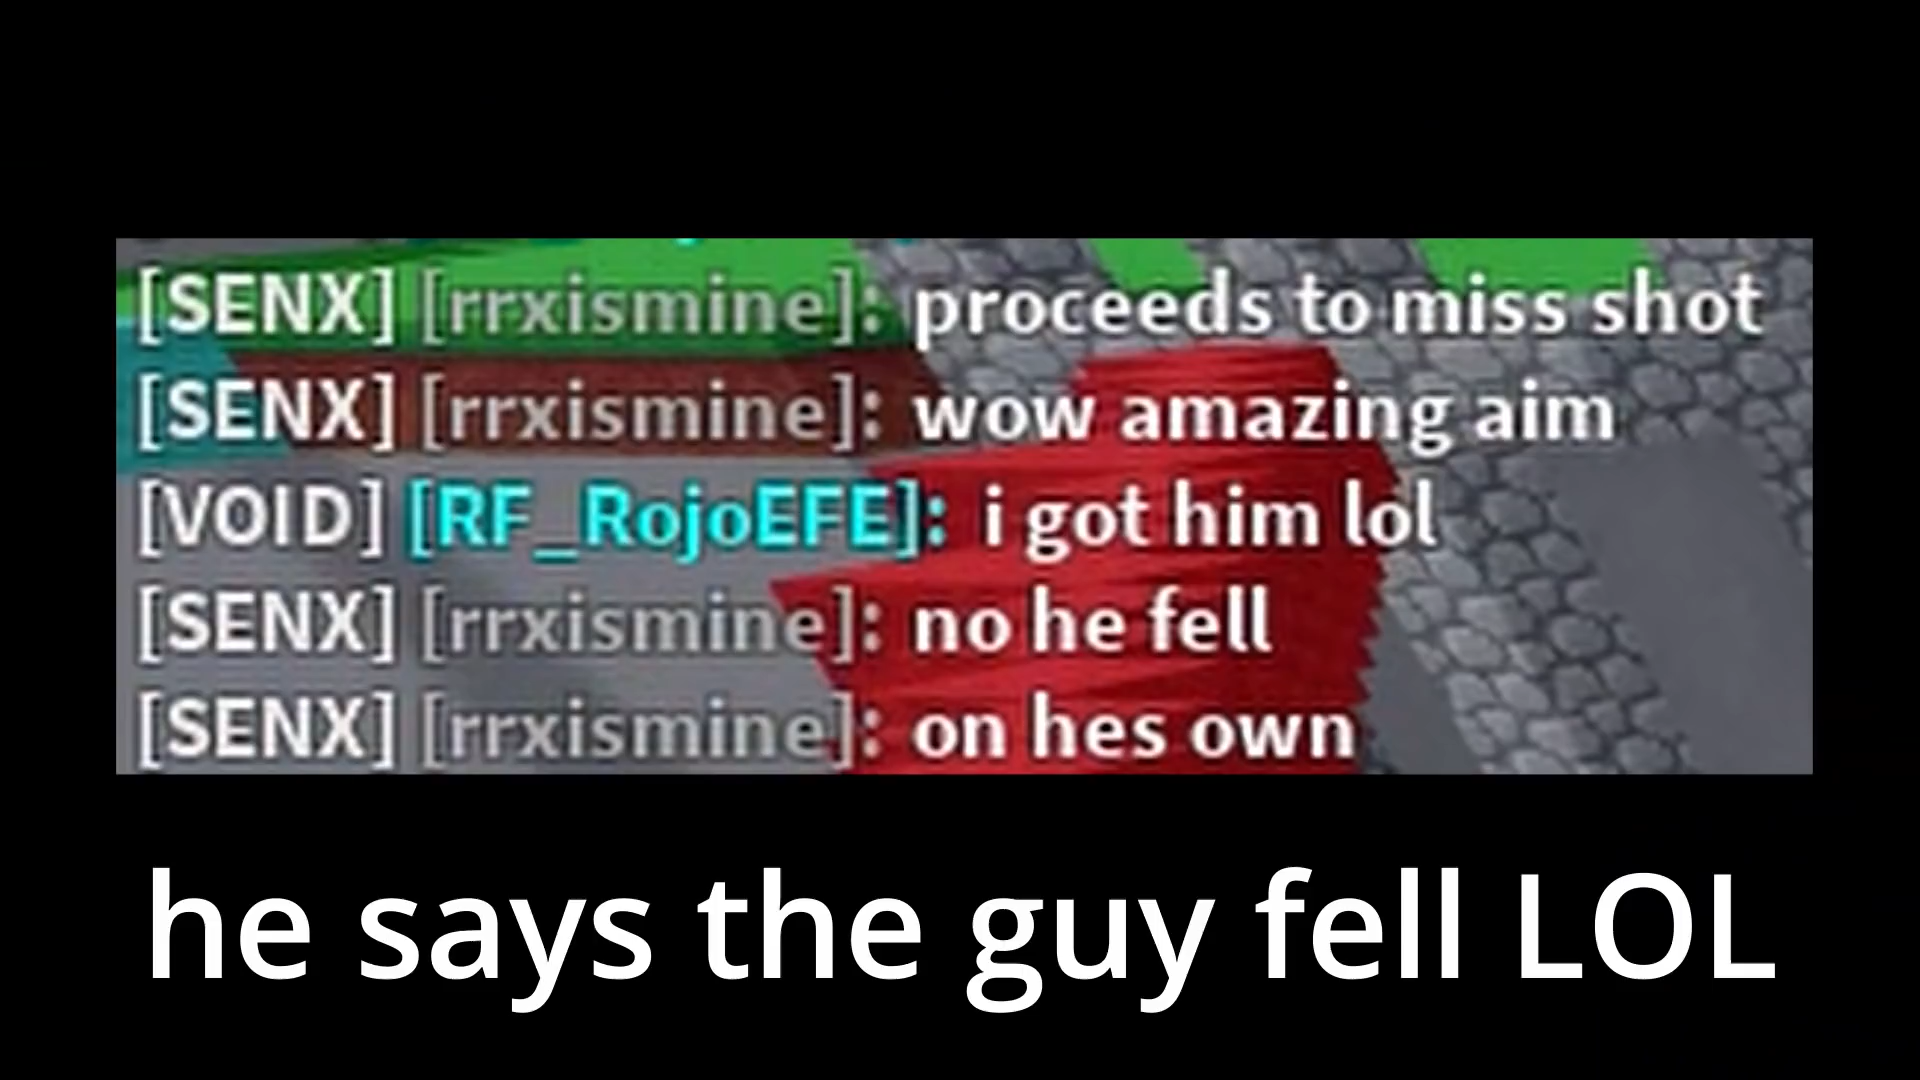 [SENX] [rrxismine]: proceeds to miss shot
[SENX] [rrxismine]: wow amazing aim
[VOID] [RF_RojoEFE]: i got him lol
[SENX] [rrxismine]: no he fell
[SENX] [rrxismine]: on hes own
he says the guy fell LOL